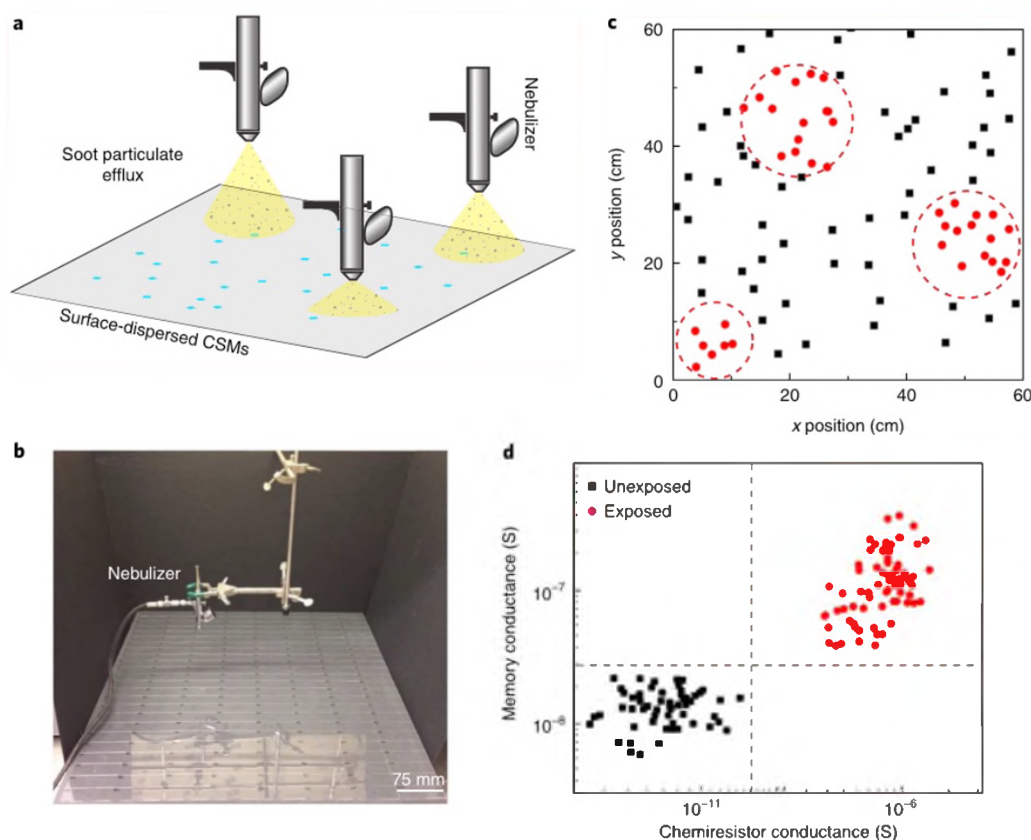 a
Soot particulate
efflux
Nebulizer
Surface-dispersed CSMs
b
Nebulizer
75 mm
c
60
40
20
0
0
20
40
60
y position (cm)
x position (cm)
d
Unexposed
Exposed
10⁻⁷
10⁻⁸
10⁻¹¹
10⁻⁶
Memory conductance (S)
Chemiresistor conductance (S)